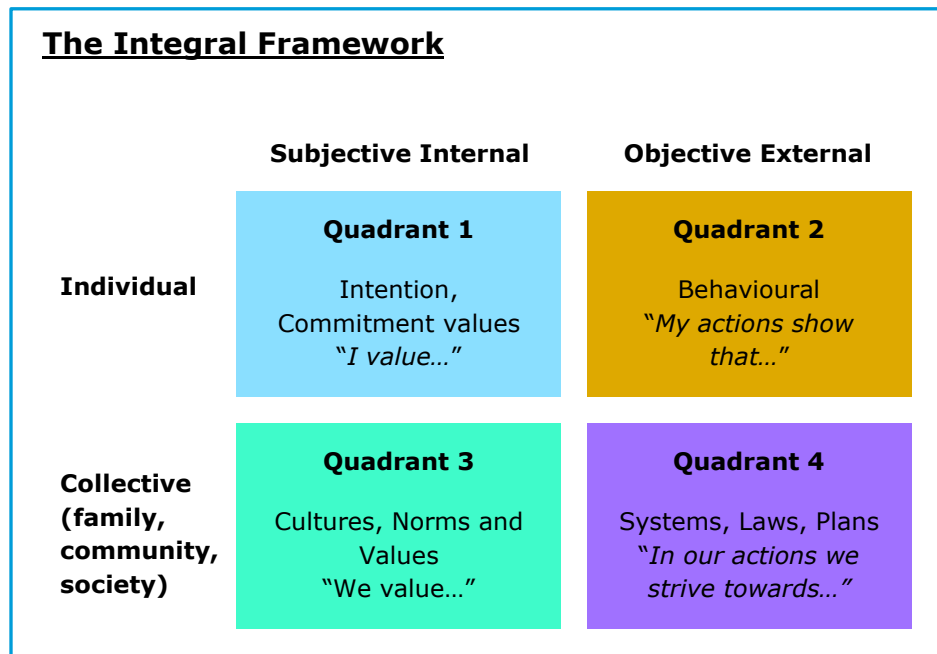 The Integral Framework
Subjective Internal
Objective External
Individual
Quadrant 1
Intention,
Commitment values
“I value…”
Quadrant 2
Behavioural
“My actions show
that…”
Collective
(family,
community,
society)
Quadrant 3
Cultures, Norms and
Values
“We value…”
Quadrant 4
Systems, Laws, Plans
“In our actions we
strive towards…”